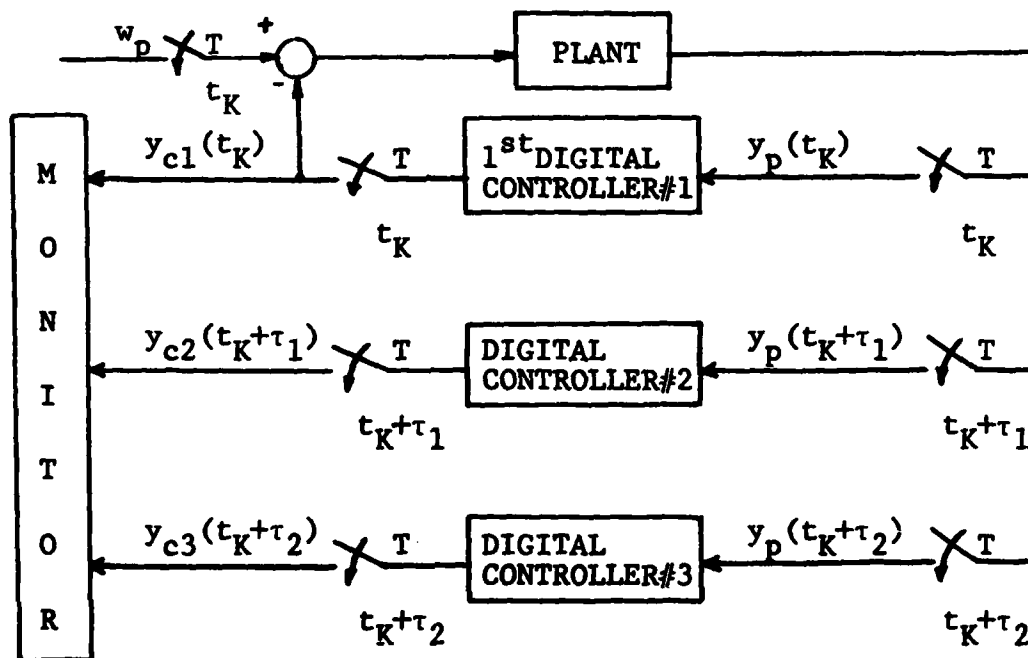 w_p
T
+
t_K
-
PLANT
M
O
N
I
T
O
R
y_c1(t_K)
T
t_K
1^st DIGITAL
CONTROLLER#1
y_p(t_K)
T
t_K
y_c2(t_K+τ_1)
T
t_K+τ_1
DIGITAL
CONTROLLER#2
y_p(t_K+τ_1)
T
t_K+τ_1
y_c3(t_K+τ_2)
T
t_K+τ_2
DIGITAL
CONTROLLER#3
y_p(t_K+τ_2)
T
t_K+τ_2